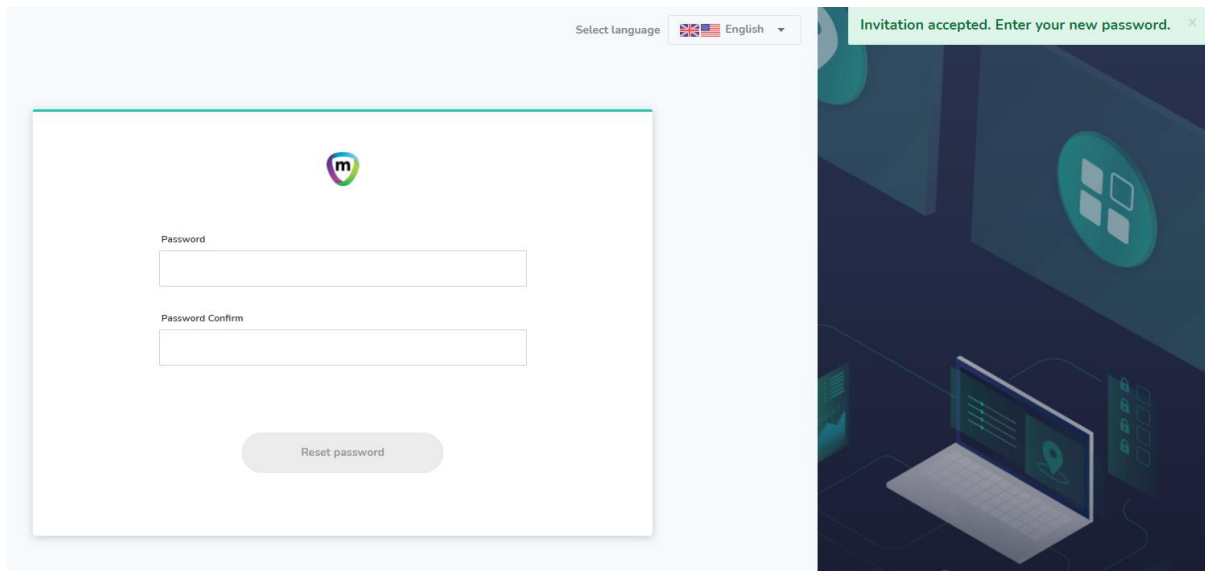 Select language
English
Invitation accepted. Enter your new password.
×
m
Password
Password Confirm
Reset password